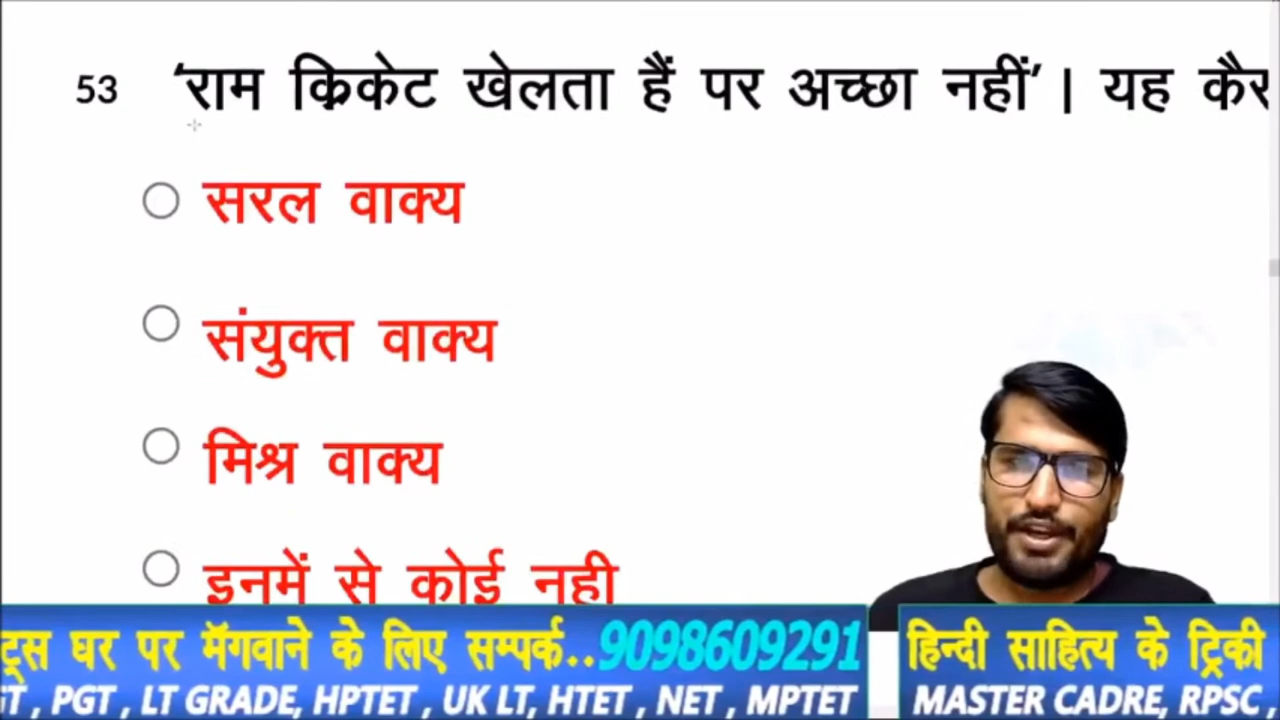 53 ‘राम क्रिकेट खेलता हैं पर अच्छा नहीं’ | यह
सरल वाक्य
संयुक्त वाक्य
मिश्र वाक्य
इनमें से कोई नही
घर पर मॅगवाने के लिए सम्पर्क..9098609291
हिन्दी साहित्य के ट्रिकी
PGT , LT GRADE, HPTET , UK LT, HTET , NET , MPTET
MASTER CADRE, RPSC ,